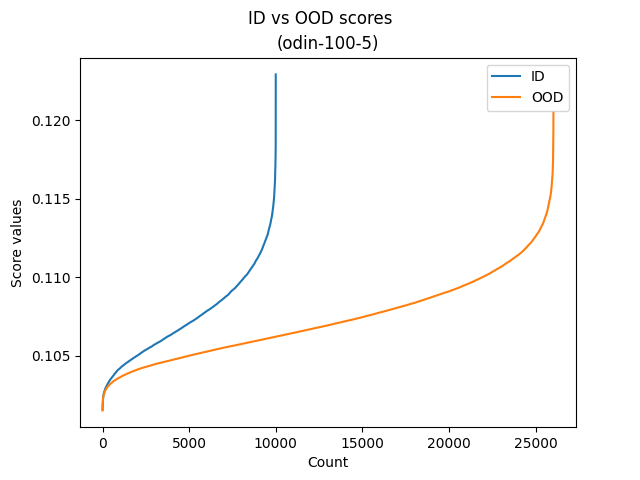 ID vs OOD scores
(odin-100-5)
ID
OOD
0.120
0.115
0.110
0.105
Score values
0
5000
10000
15000
20000
25000
Count